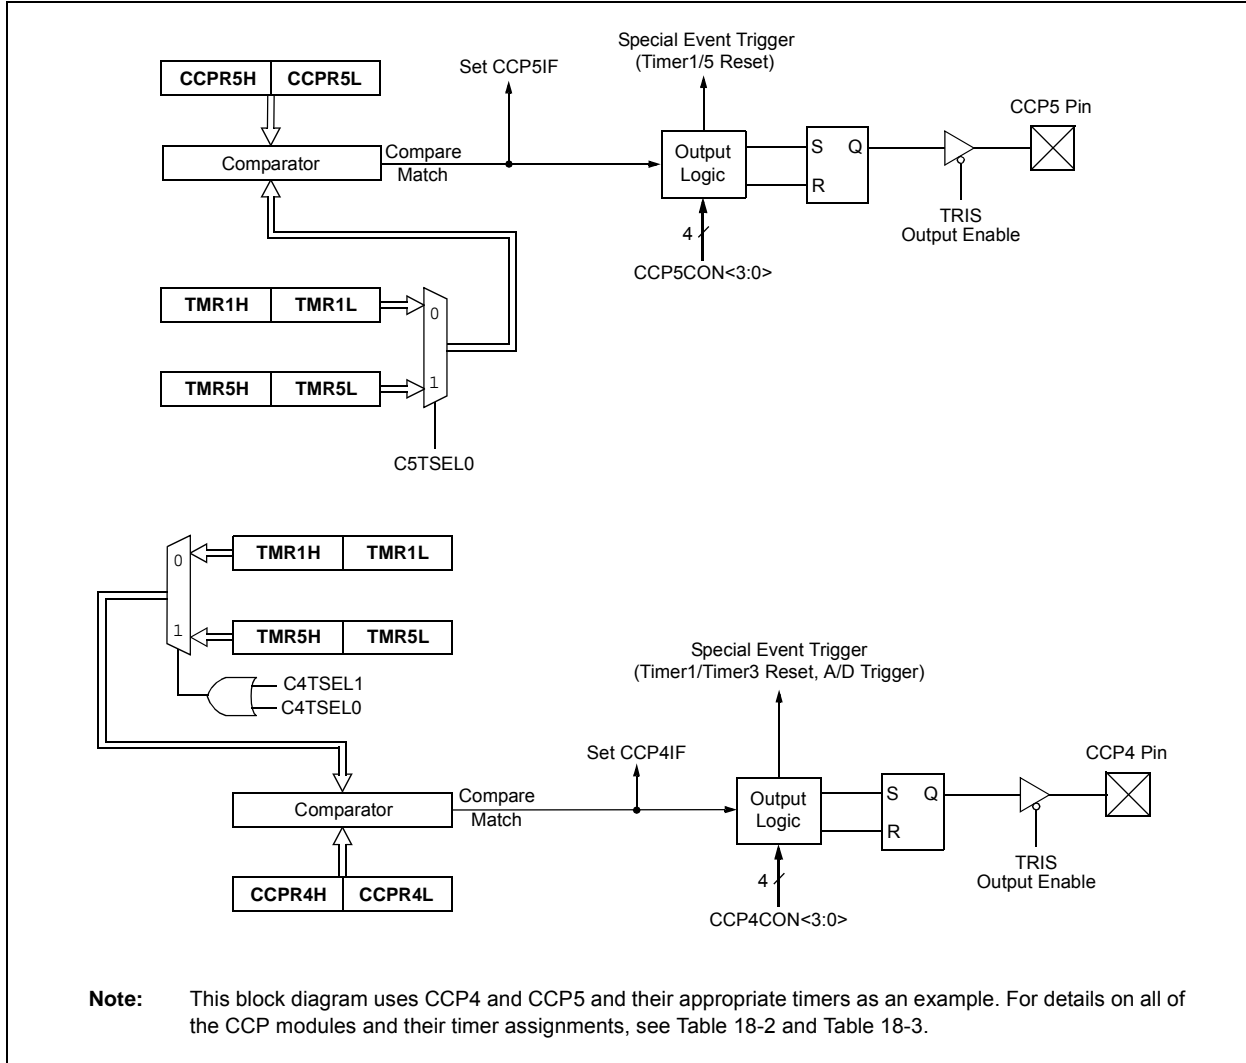 Special Event Trigger
(Timer1/5 Reset)
Set CCP5IF
CCPR5H CCPR5L
CCP5 Pin
Comparator
Compare
Match
Output
Logic
S Q
R
TRIS
Output Enable
4
CCP5CON<3:0>
TMR1H TMR1L
0
TMR5H TMR5L
1
C5TSEL0
0
TMR1H TMR1L
1
TMR5H TMR5L
C4TSEL1
C4TSEL0
Special Event Trigger
(Timer1/Timer3 Reset, A/D Trigger)
Set CCP4IF
CCP4 Pin
Comparator
Compare
Match
Output
Logic
S Q
R
TRIS
Output Enable
4
CCPR4H CCPR4L
CCP4CON<3:0>
Note: This block diagram uses CCP4 and CCP5 and their appropriate timers as an example. For details on all of
the CCP modules and their timer assignments, see Table 18-2 and Table 18-3.